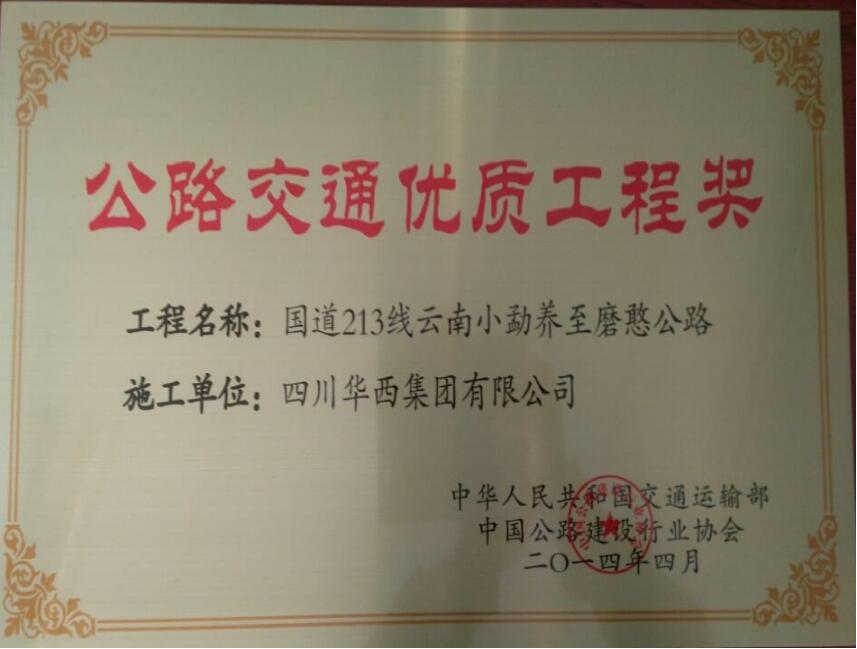 公路交通优质工程奖
工程名称：国道213线云南小勐养至磨憨公路
施工单位：四川华西集团有限公司
中华人民共和国交通运输部
中国公路建设行业协会
二〇一四年四月